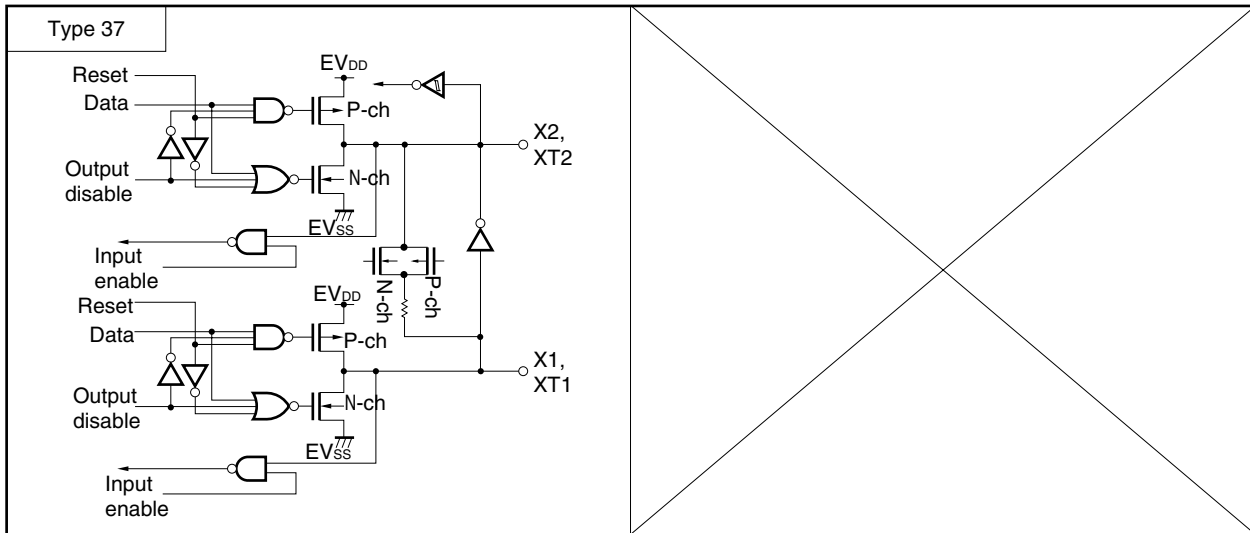 Type 37
EVDD
Reset
Data
P-ch
X2,
XT2
Output
disable
N-ch
EVSS
Input
enable
N-ch
P-ch
EVDD
Reset
Data
P-ch
X1,
XT1
Output
disable
N-ch
EVSS
Input
enable